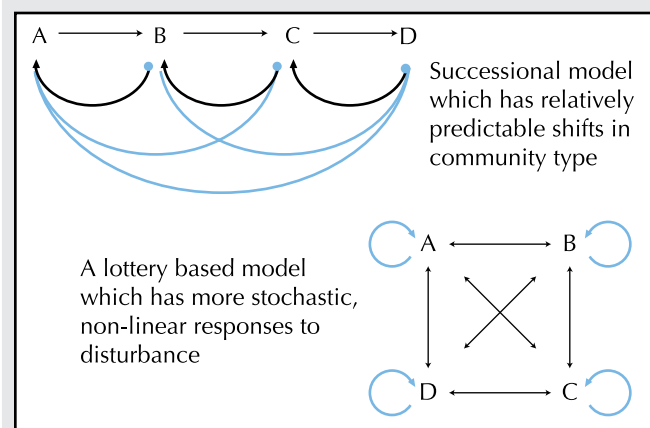 A B C D
Successional model
which has relatively
predictable shifts in
community type
A B
A lottery based model
which has more stochastic,
non-linear responses to
disturbance
D C